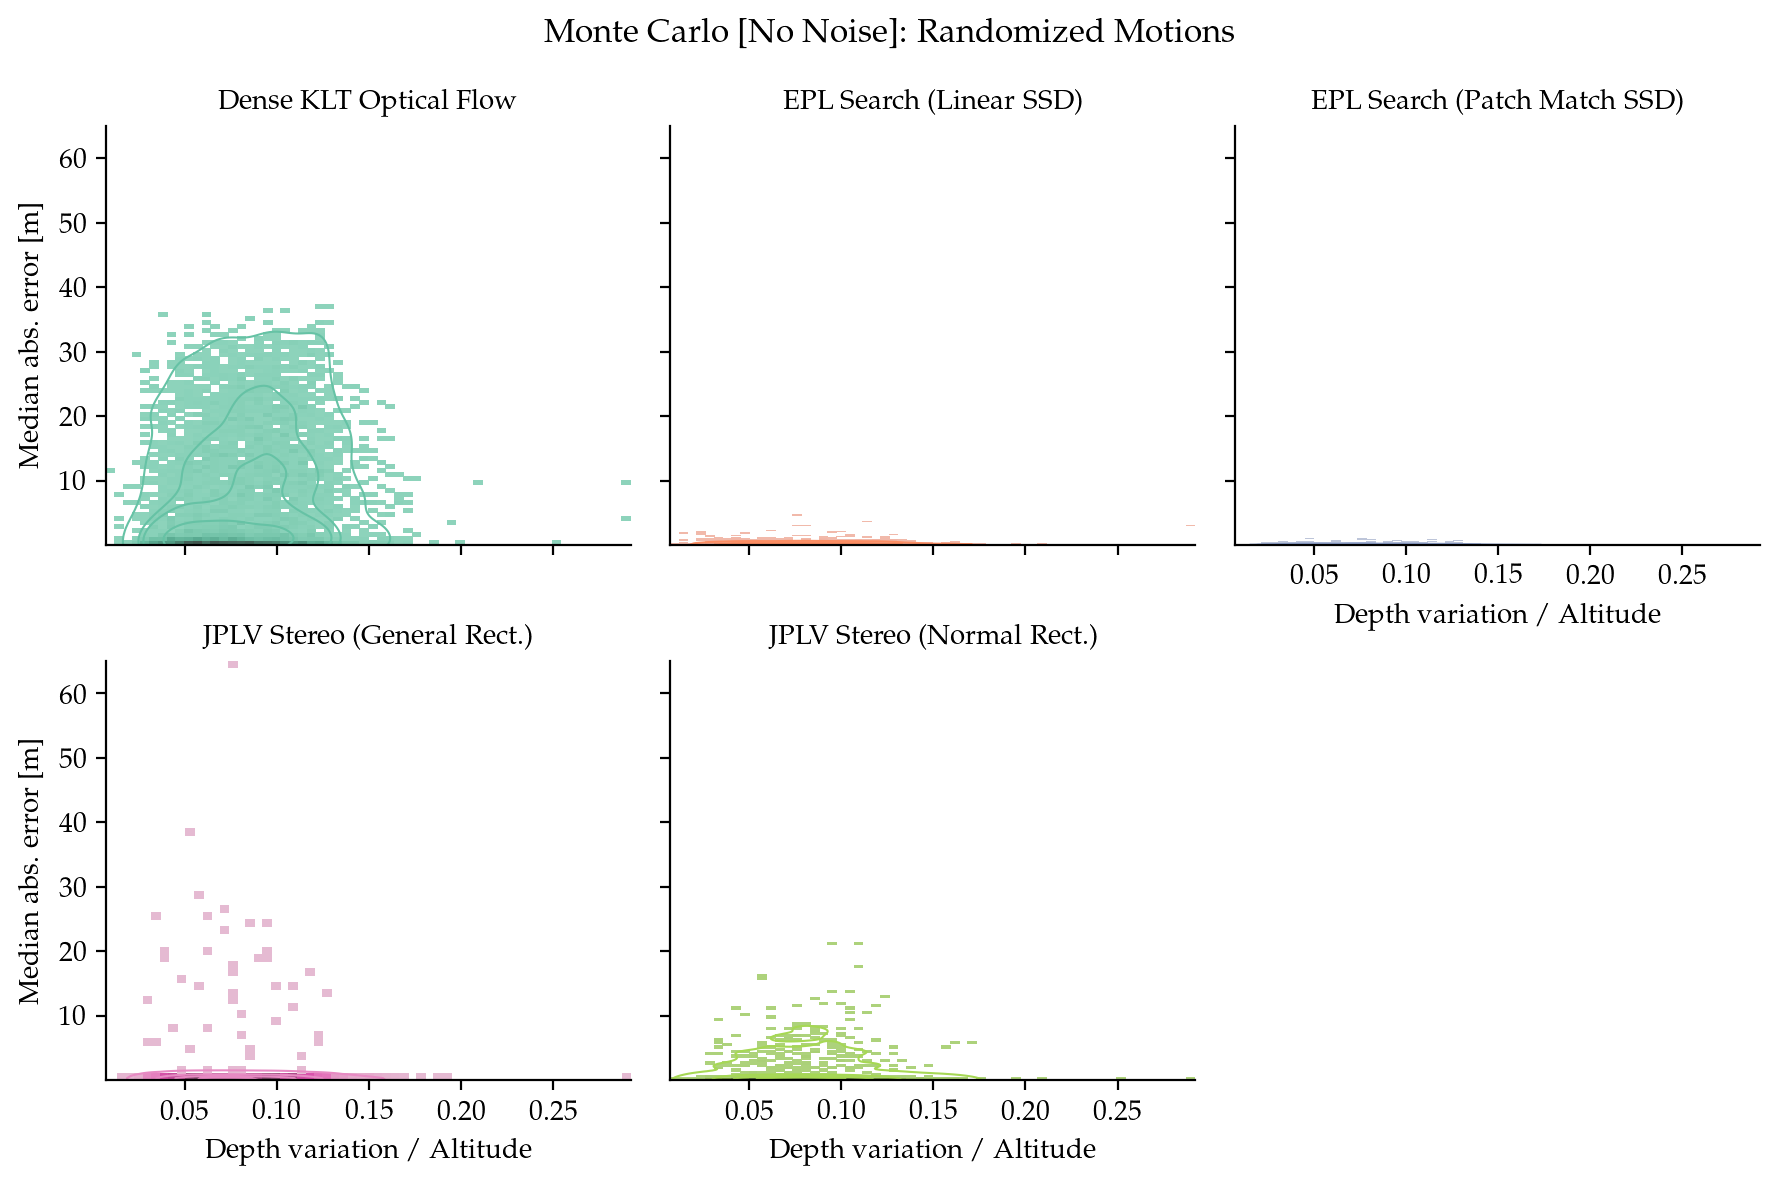 Monte Carlo [No Noise]: Randomized Motions
Dense KLT Optical Flow
EPL Search (Linear SSD)
EPL Search (Patch Match SSD)
Median abs. error [m]
60
50
40
30
20
10
0.05 0.10 0.15 0.20 0.25
Depth variation / Altitude
JPLV Stereo (General Rect.)
JPLV Stereo (Normal Rect.)
Median abs. error [m]
60
50
40
30
20
10
0.05 0.10 0.15 0.20 0.25
Depth variation / Altitude
0.05 0.10 0.15 0.20 0.25
Depth variation / Altitude